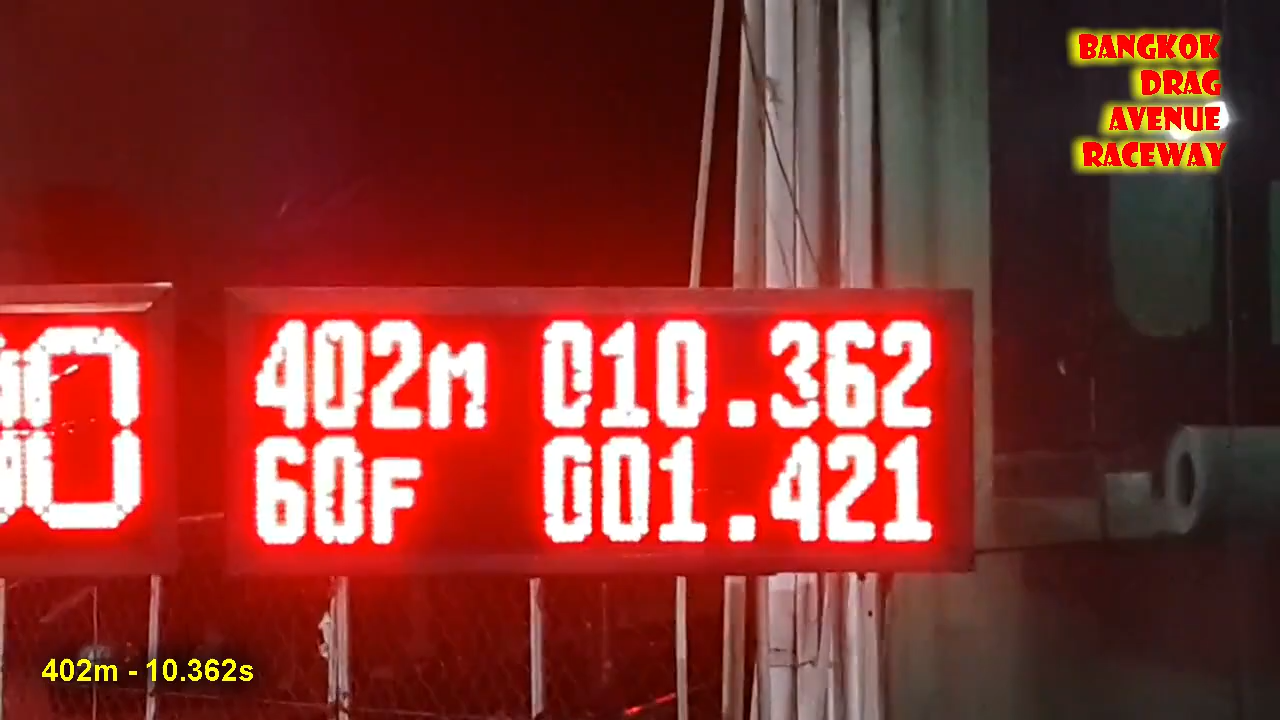 BANGKOK
DRAG
AVENUE
RACEWAY
402M 010.362
60F 001.421
402m - 10.362s